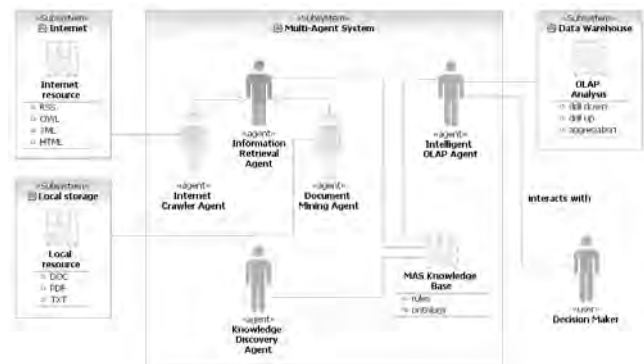 «Subsystem»
Internet
Internet
resource
RSS
OWL
XML
HTML
«Subsystem»
Local storage
Local
resource
DOC
PDF
TXT
«Subsystem»
Multi-Agent System
«agent»
Information
Retrieval
Agent
«agent»
Internet
Crawler Agent
«agent»
Document
Mining Agent
«agent»
Intelligent
OLAP Agent
«agent»
Knowledge
Discovery
Agent
MAS Knowledge
Base
rules
ontology
«Subsystem»
Data Warehouse
OLAP
Analysis
drill down
drill up
aggregation
interacts with
«user»
Decision Maker